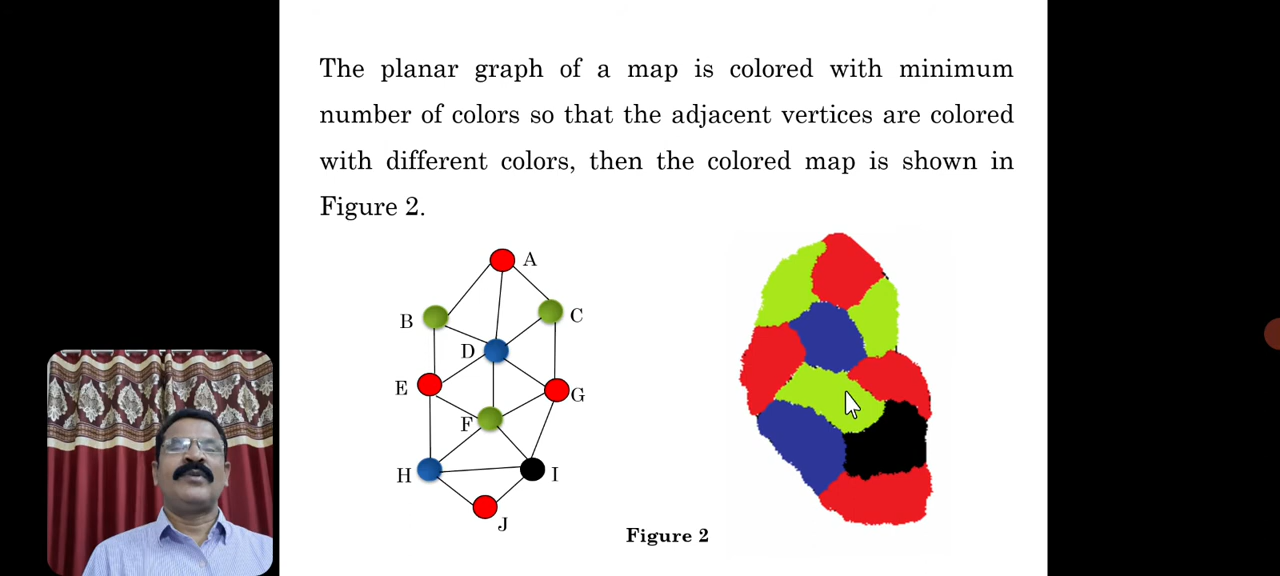 The planar graph of a map is colored with minimum
number of colors so that the adjacent vertices are colored
with different colors, then the colored map is shown in
Figure 2.
A
B
C
D
E
G
F
H
I
J
Figure 2